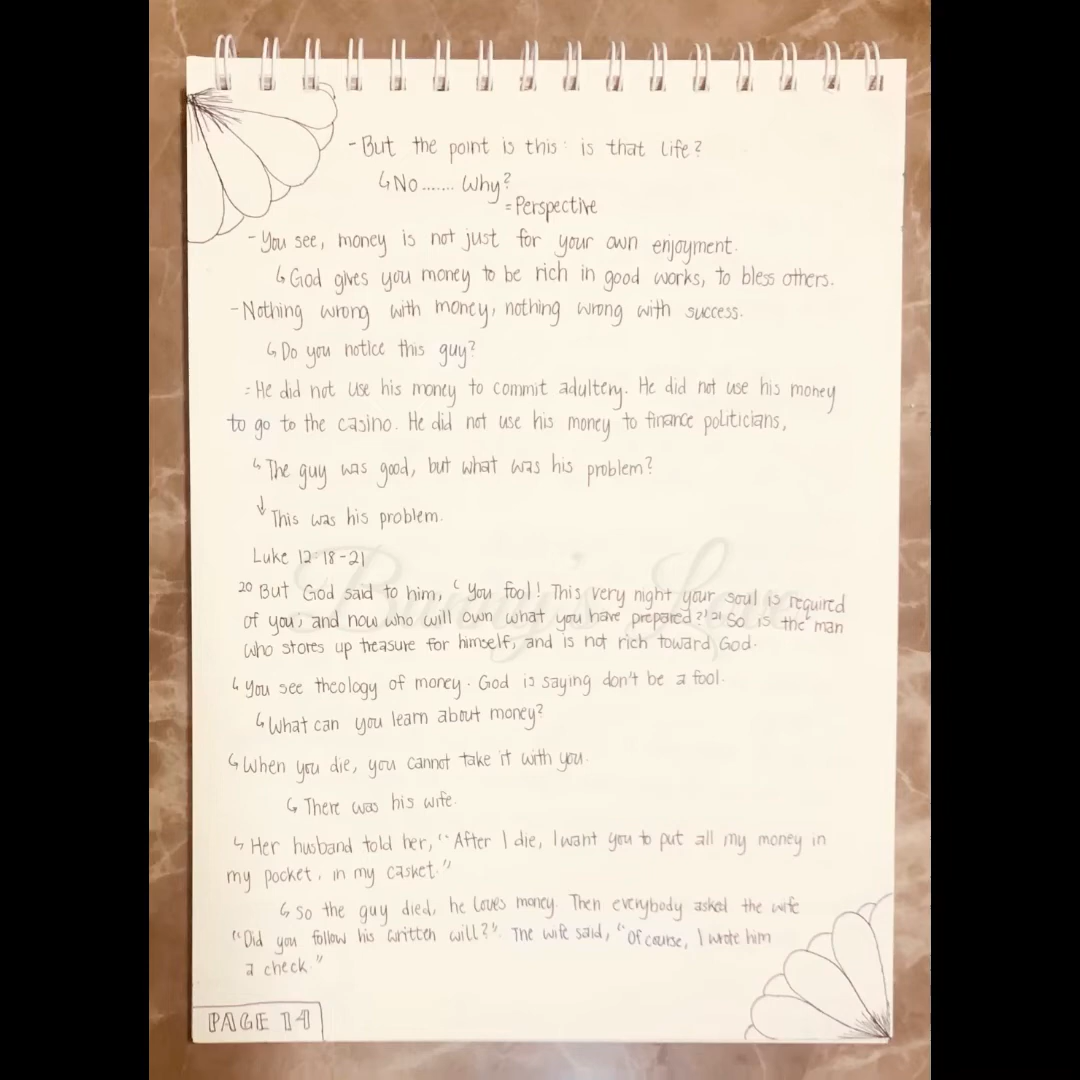 - But the point is this: is that life?
↳ No....... Why?
= Perspective
- You see, money is not just for your own enjoyment.
↳ God gives you money to be rich in good works, to bless others.
- Nothing wrong with money, nothing wrong with success.
↳ Do you notice this guy?
= He did not use his money to commit adultery. He did not use his money
to go to the casino. He did not use his money to finance politicians,
↳ The guy was good, but what was his problem?
↓ This was his problem.
Luke 12-18-21
20 But God said to him, ' You fool! This very night your soul is required
of you, and now who will own what you have prepared?' 21 So is the man
who stores up treasure for himself, and is not rich toward God.
↳ You see theology of money. God is saying don't be a fool.
↳ What can you learn about money?
↳ When you die, you cannot take it with you.
↳ There was his wife.
↳ Her husband told her, "After I die, I want you to put all my money in
my pocket, in my casket."
↳ So the guy died, he loves money. Then everybody asked the wife
"Did you follow his written will?". The wife said, "Of course, I wrote him
a check."
PAGE 14
Bunny's Love